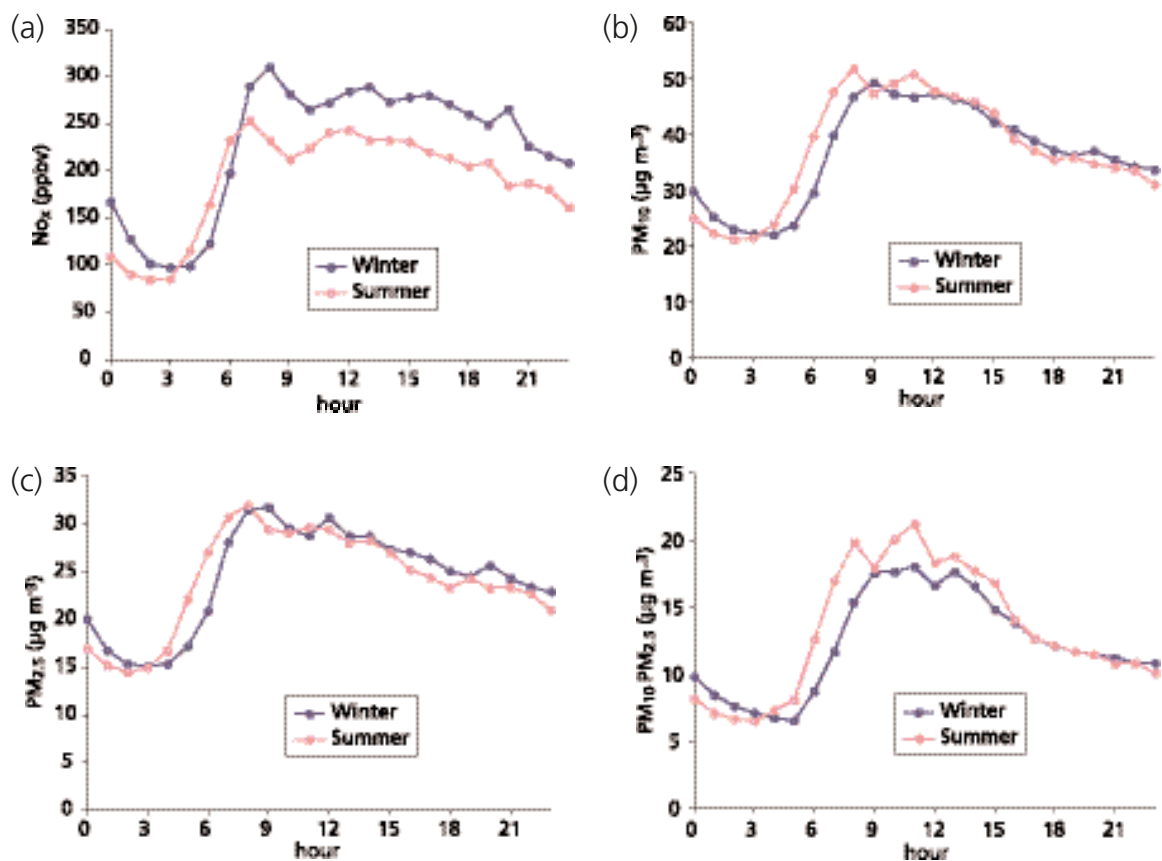 (a)
350
300
250
200
150
100
50
0
Noₓ (ppbv)
0 3 6 9 12 15 18 21
hour
Winter
Summer
(b)
60
50
40
30
20
10
0
PM₁₀ (µg m⁻³)
0 3 6 9 12 15 18 21
hour
Winter
Summer
(c)
35
30
25
20
15
10
5
0
PM₂.₅ (µg m⁻³)
0 3 6 9 12 15 18 21
hour
Winter
Summer
(d)
25
20
15
10
5
0
PM₁₀ PM₂.₅ (µg m⁻³)
0 3 6 9 12 15 18 21
hour
Winter
Summer